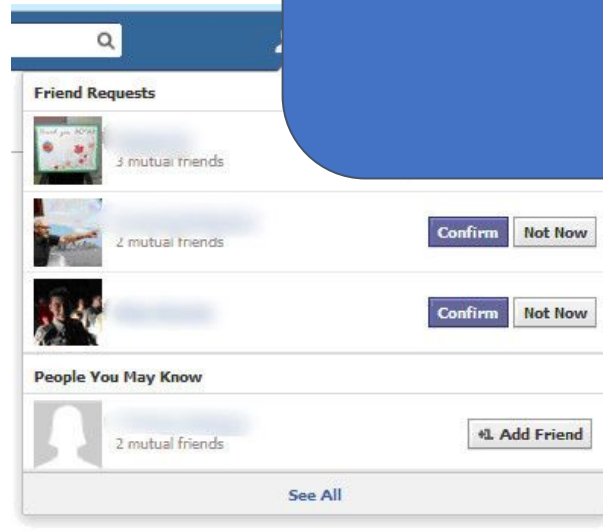 Friend Requests
3 mutual friends
2 mutual friends
Confirm Not Now
Confirm Not Now
People You May Know
2 mutual friends
+1 Add Friend
See All